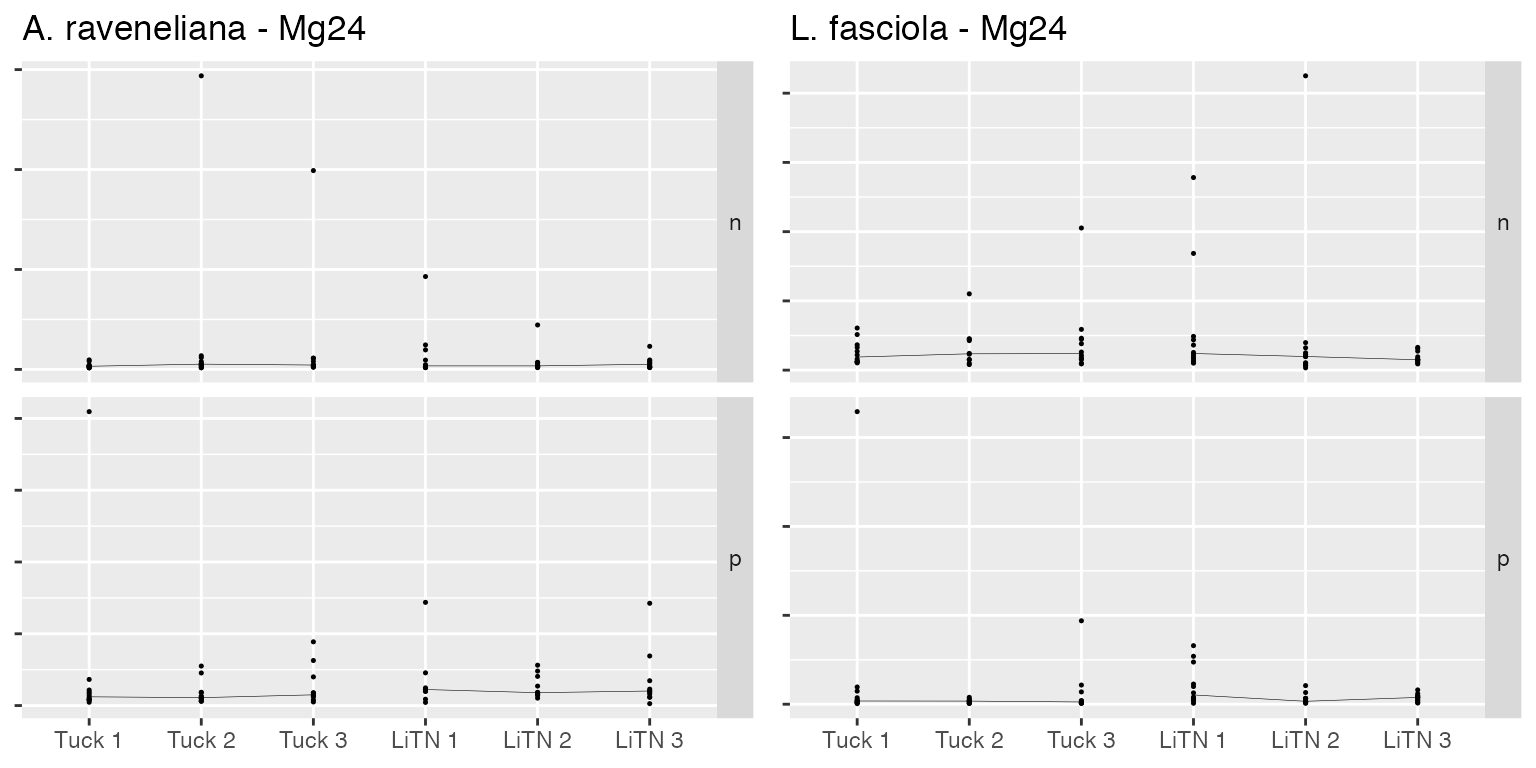 A. raveneliana - Mg24
n
p
Tuck 1 Tuck 2 Tuck 3 LiTN 1 LiTN 2 LiTN 3
L. fasciola - Mg24
n
p
Tuck 1 Tuck 2 Tuck 3 LiTN 1 LiTN 2 LiTN 3